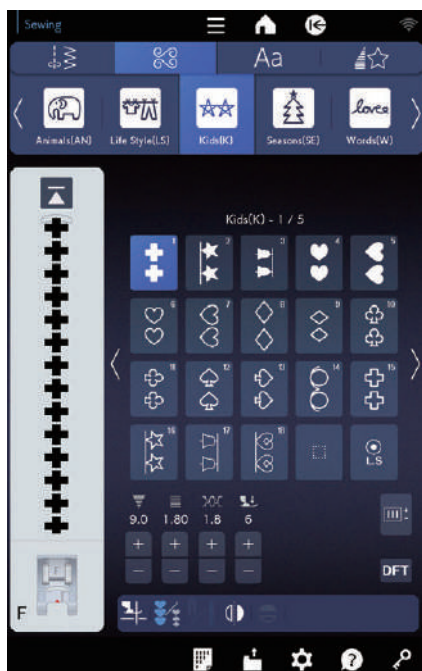 Sewing
Aa
Animals(AN) Life Style(LS) Kids(K) Seasons(SE) Words(W)
love
Kids(K) - 1 / 5
1 2 3 4 5
6 7 8 9 10
11 12 13 14 15
16 17 18 LS
9.0 1.80 1.8 6
+ + + +
- - - -
DFT
F
?